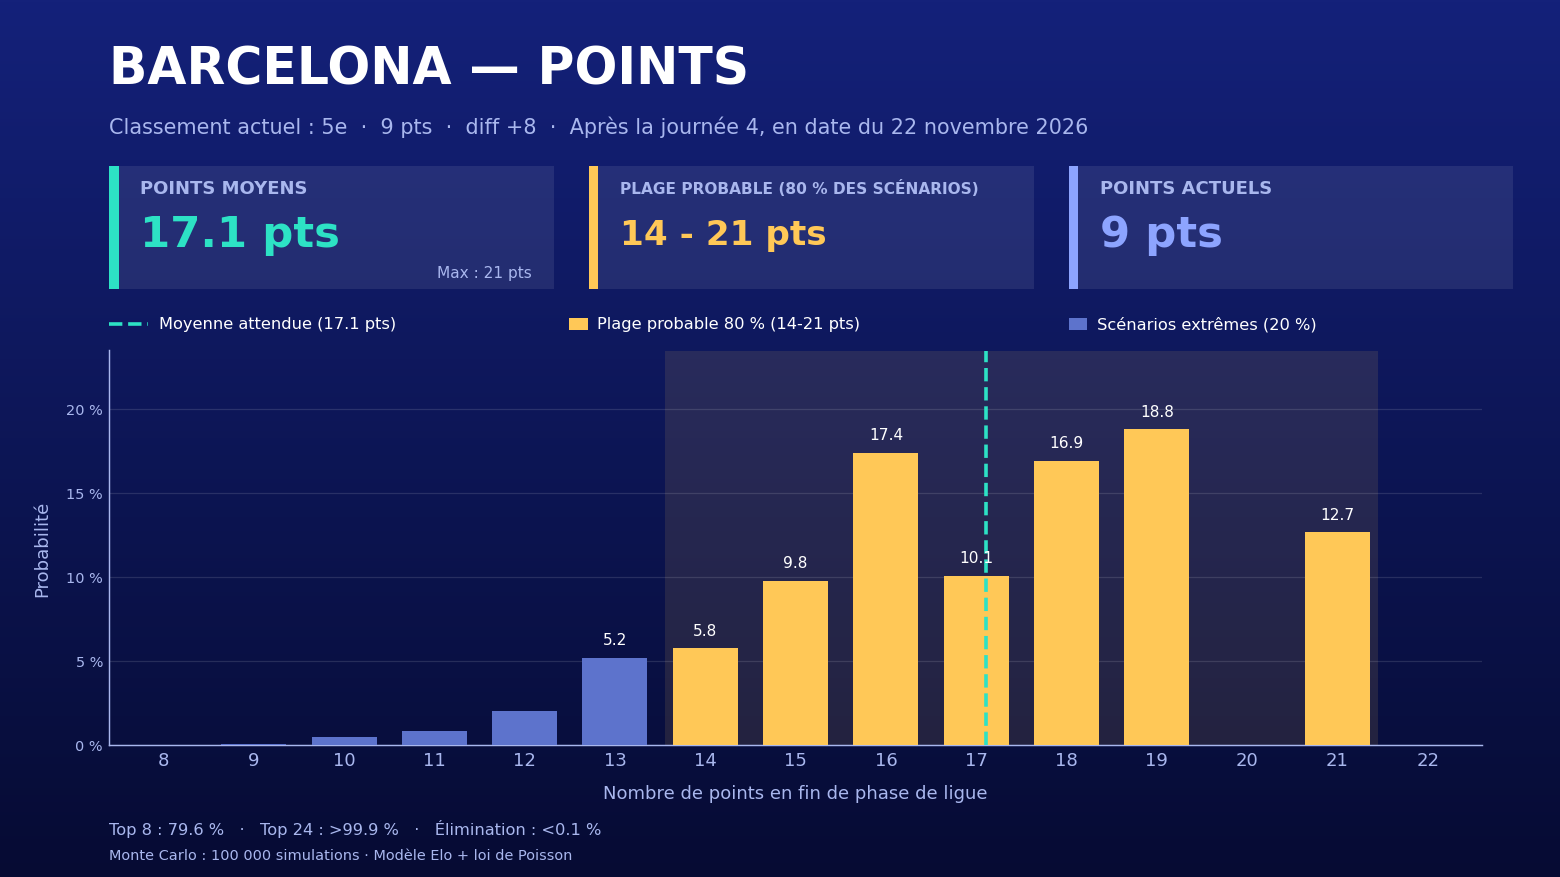 BARCELONA — POINTS
Classement actuel : 5e · 9 pts · diff +8 · Après la journée 4, en date du 22 novembre 2026
POINTS MOYENS
17.1 pts
Max : 21 pts
PLAGE PROBABLE (80 % DES SCÉNARIOS)
14 - 21 pts
POINTS ACTUELS
9 pts
Moyenne attendue (17.1 pts)
Plage probable 80 % (14-21 pts)
Scénarios extrêmes (20 %)
Probabilité
20 %
15 %
10 %
5 %
0 %
5.2
5.8
9.8
17.4
10.1
16.9
18.8
12.7
8 9 10 11 12 13 14 15 16 17 18 19 20 21 22
Nombre de points en fin de phase de ligue
Top 8 : 79.6 % · Top 24 : >99.9 % · Élimination : <0.1 %
Monte Carlo : 100 000 simulations · Modèle Elo + loi de Poisson